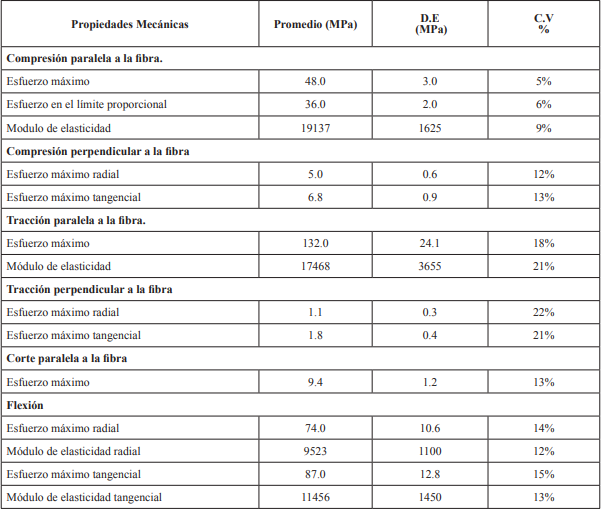 Propiedades Mecánicas Promedio (MPa) D.E (MPa) C.V %
Compresión paralela a la fibra.
Esfuerzo máximo 48.0 3.0 5%
Esfuerzo en el límite proporcional 36.0 2.0 6%
Modulo de elasticidad 19137 1625 9%
Compresión perpendicular a la fibra
Esfuerzo máximo radial 5.0 0.6 12%
Esfuerzo máximo tangencial 6.8 0.9 13%
Tracción paralela a la fibra.
Esfuerzo máximo 132.0 24.1 18%
Módulo de elasticidad 17468 3655 21%
Tracción perpendicular a la fibra
Esfuerzo máximo radial 1.1 0.3 22%
Esfuerzo máximo tangencial 1.8 0.4 21%
Corte paralela a la fibra
Esfuerzo máximo 9.4 1.2 13%
Flexión
Esfuerzo máximo radial 74.0 10.6 14%
Módulo de elasticidad radial 9523 1100 12%
Esfuerzo máximo tangencial 87.0 12.8 15%
Módulo de elasticidad tangencial 11456 1450 13%